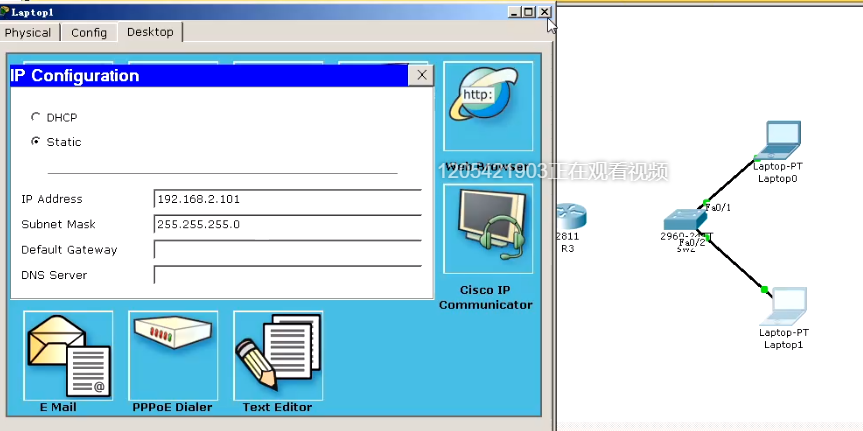 Laptop1
Physical
Config
Desktop
IP Configuration
X
DHCP
Static
IP Address
192.168.2.101
Subnet Mask
255.255.255.0
Default Gateway
DNS Server
http:
Web Browser
1205421903正在观看视频
Cisco IP
Communicator
E Mail
PPPoE Dialer
Text Editor
@
Laptop-PT
Laptop0
Fa0/1
2811
R3
Fa0/2
SW2
Laptop-PT
Laptop1